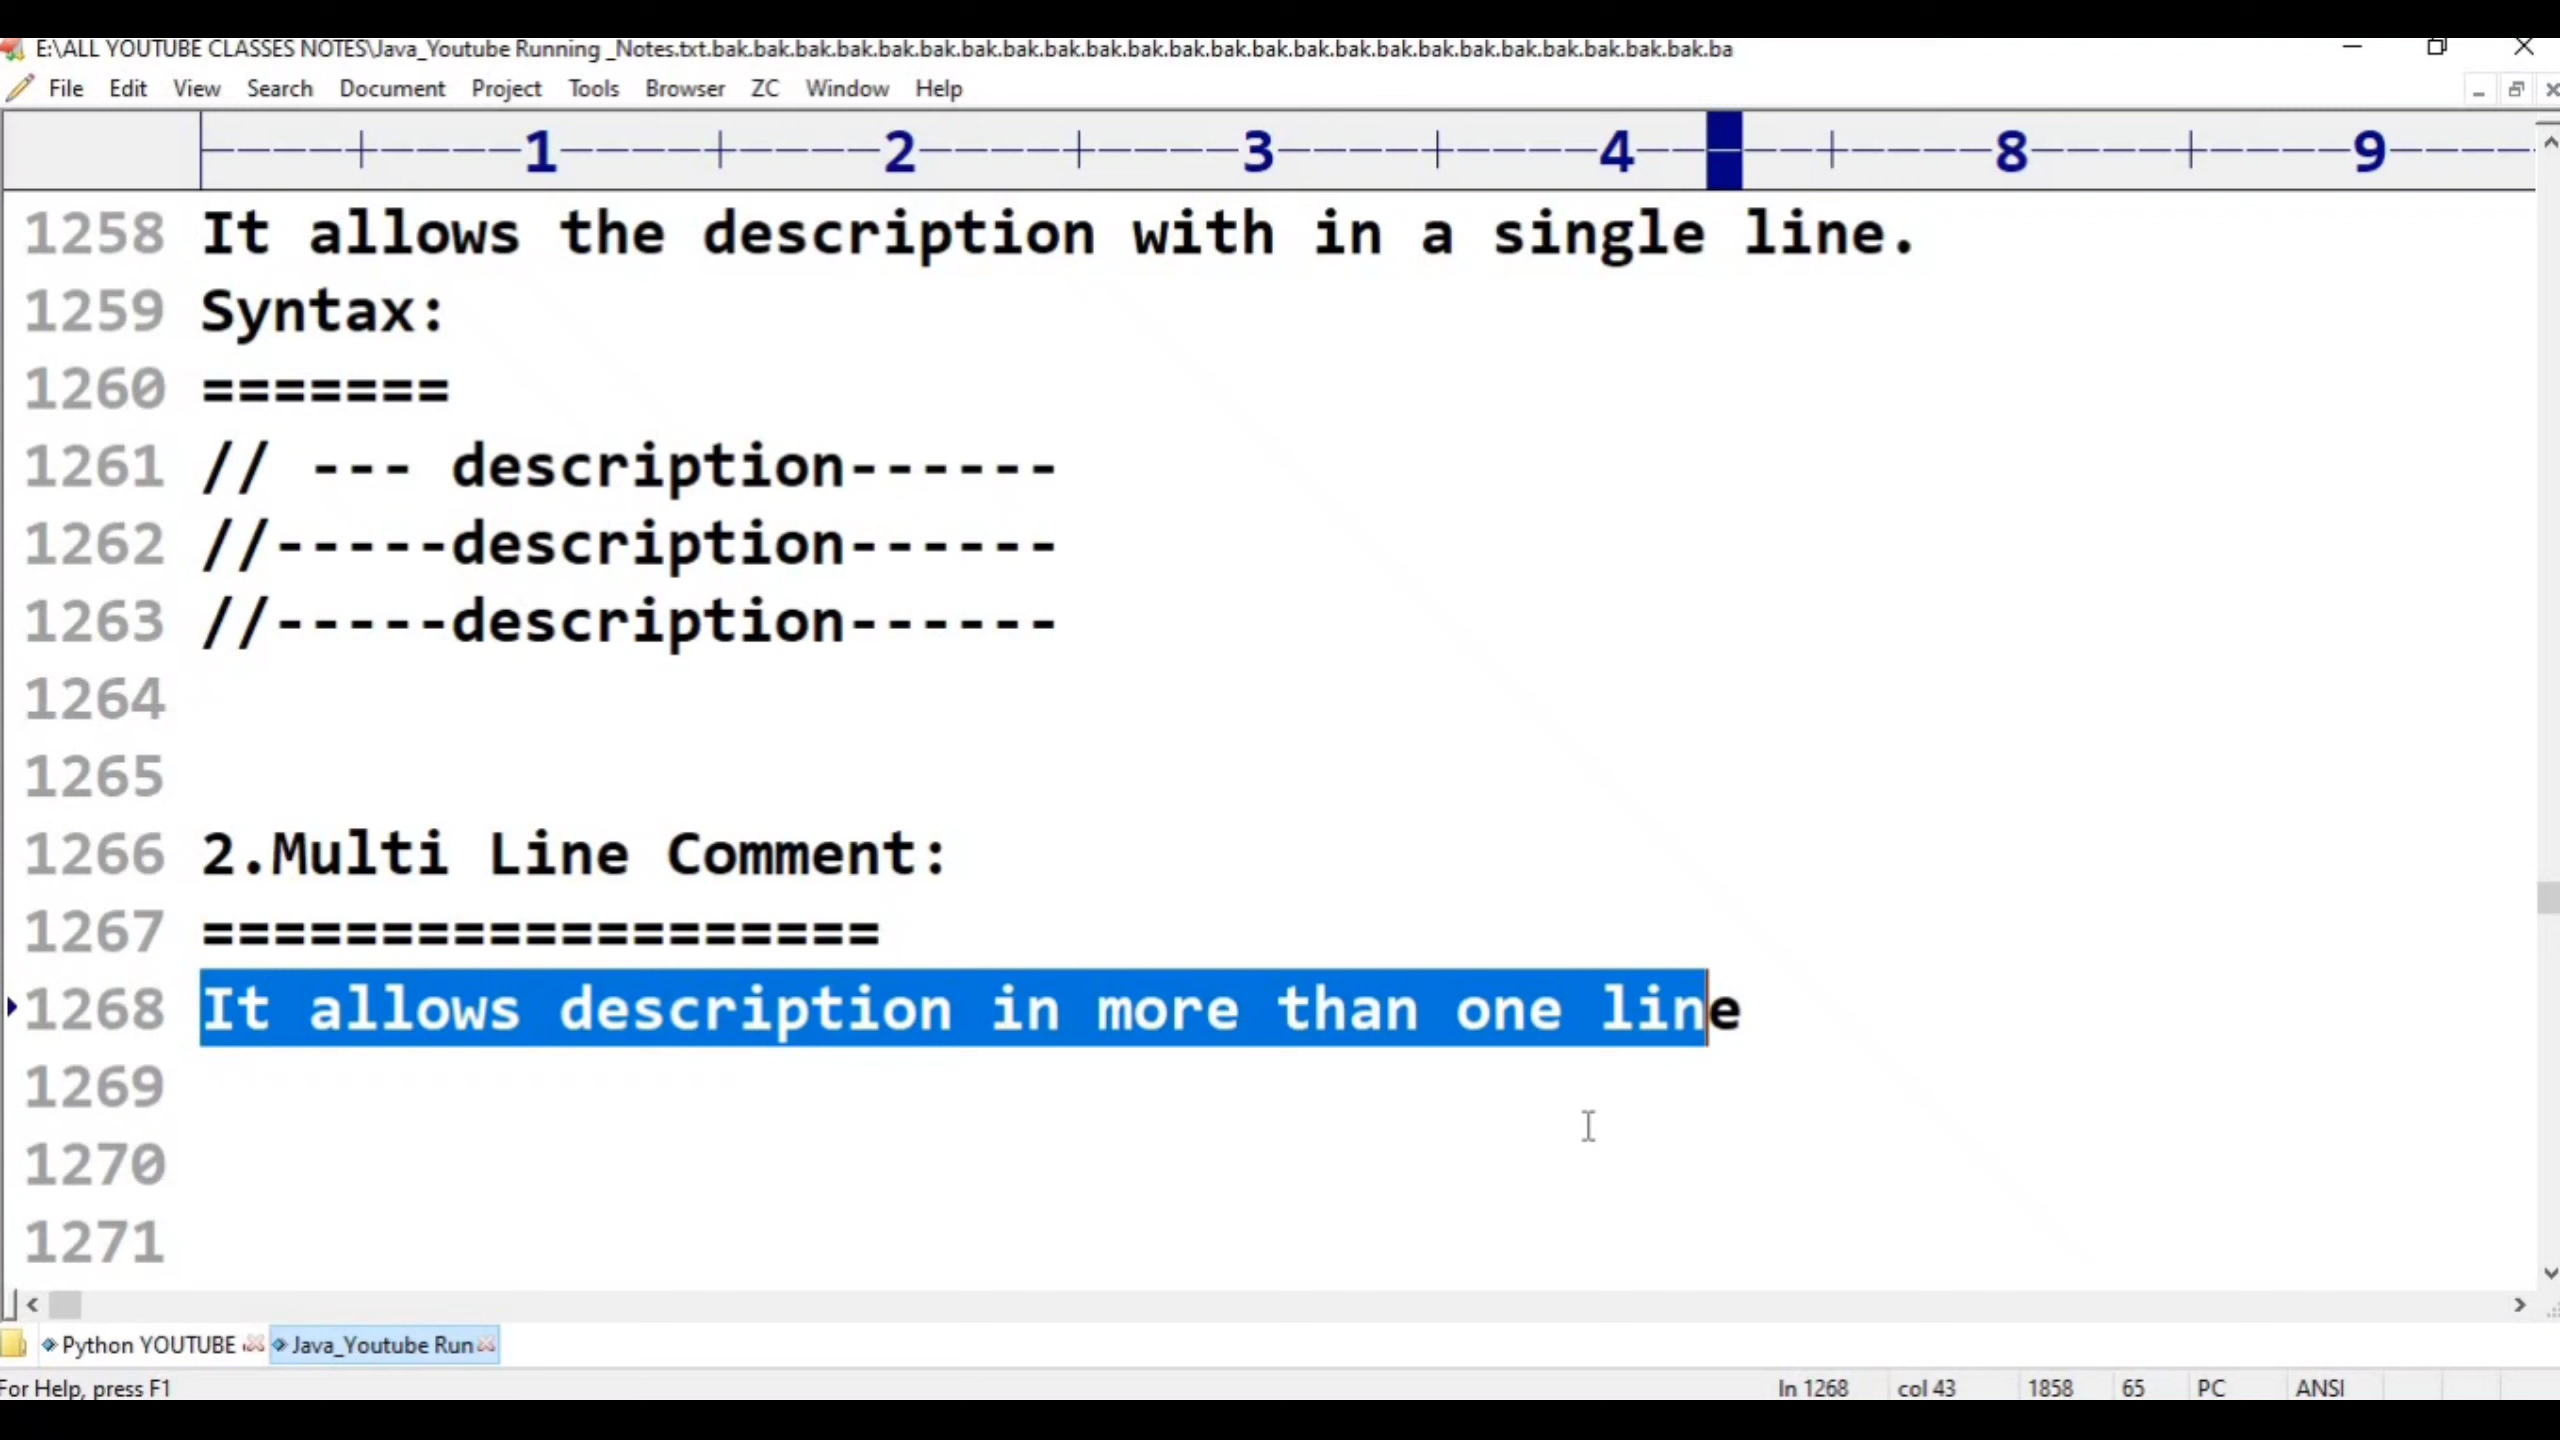 E:\ALL YOUTUBE CLASSES NOTES\Java_Youtube Running _Notes.txt.bak.bak.bak.bak.bak.bak.bak.bak.bak.bak.bak.bak.bak.bak.bak.bak.bak.bak.bak.bak.bak.bak.bak.bak.ba
File Edit View Search Document Project Tools Browser ZC Window Help
1 2 3 4 8 9
1258 It allows the description with in a single line.
1259 Syntax:
1260 =======
1261 // --- description------
1262 //-----description------
1263 //-----description------
1264
1265
1266 2.Multi Line Comment:
1267 ===================
1268 It allows description in more than one line
1269
1270
1271
Python YOUTUBE Java_Youtube Run
For Help, press F1 ln 1268 col 43 1858 65 PC ANSI